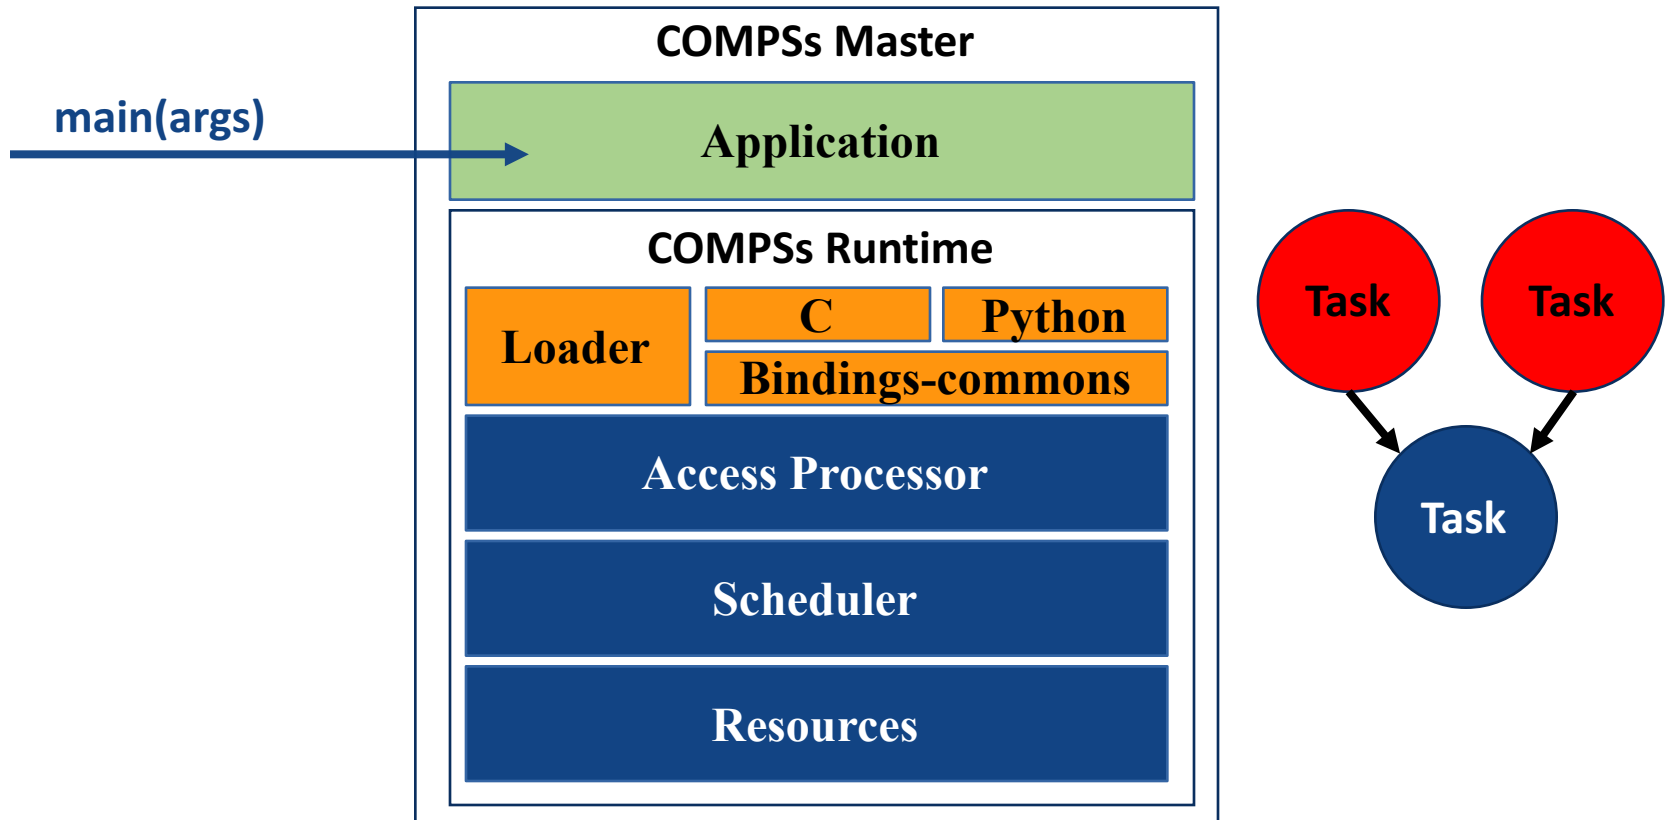 COMPSs Master
main(args)
Application
COMPSs Runtime
Loader
C
Python
Bindings-commons
Access Processor
Scheduler
Resources
Task
Task
Task